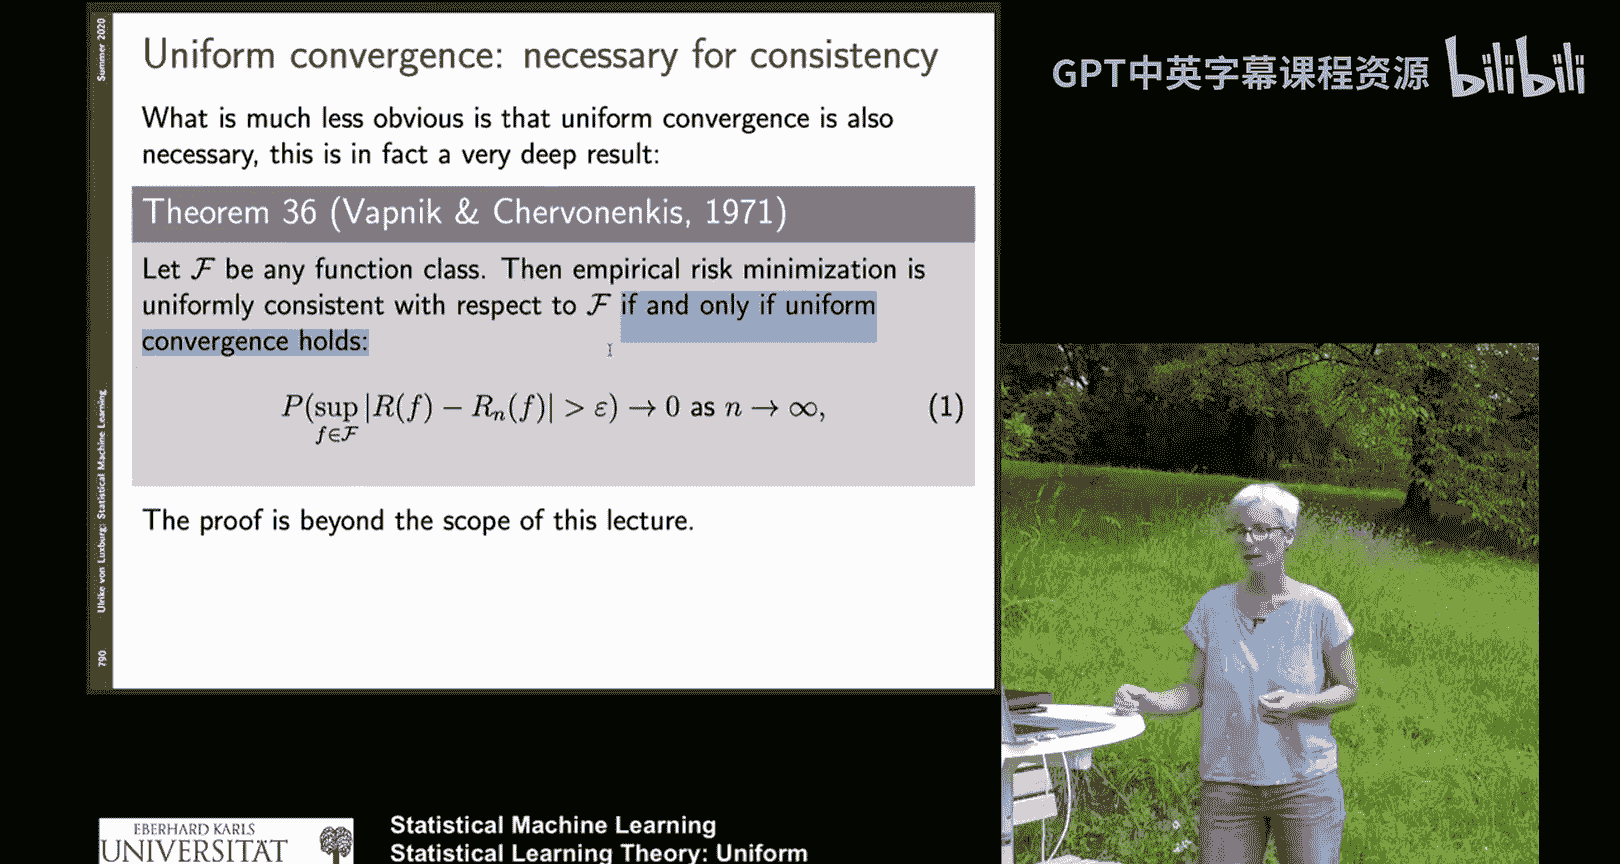 Summer 2020
Uniform convergence: necessary for consistency
What is much less obvious is that uniform convergence is also
necessary, this is in fact a very deep result:
Theorem 36 (Vapnik & Chervonenkis, 1971)
Let ℱ be any function class. Then empirical risk minimization is
uniformly consistent with respect to ℱ if and only if uniform
convergence holds:
P(sup |R(f) − Rₙ(f)| > ε) → 0 as n → ∞, (1)
f∈ℱ
The proof is beyond the scope of this lecture.
Ulrike von Luxburg: Statistical Machine Learning
790
GPT中英字幕课程资源 bilibili
EBERHARD KARLS
UNIVERSITÄT
Statistical Machine Learning
Statistical Learning Theory: Uniform